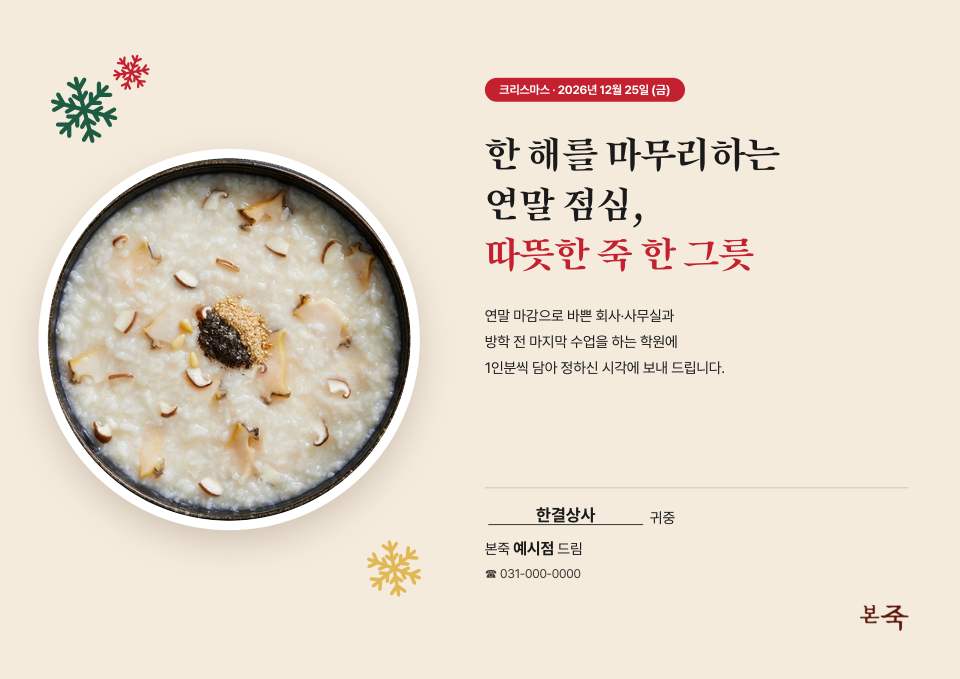 크리스마스 · 2026년 12월 25일 (금)
한 해를 마무리하는
연말 점심,
따뜻한 죽 한 그릇
연말 마감으로 바쁜 회사·사무실과
방학 전 마지막 수업을 하는 학원에
1인분씩 담아 정하신 시각에 보내 드립니다.
한결상사 귀중
본죽 예시점 드림
☎ 031-000-0000
본죽